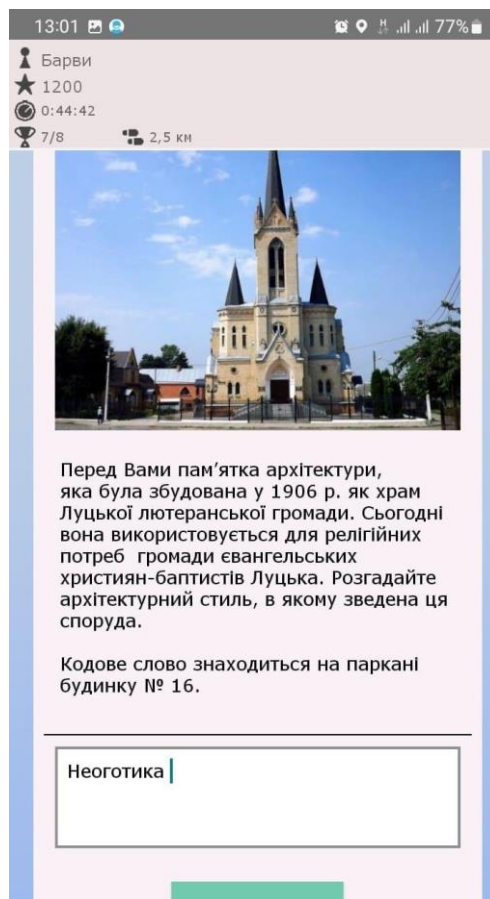 13:01 77%
Барви
1200
0:44:42
7/8 2,5 км
Перед Вами пам’ятка архітектури,
яка була збудована у 1906 р. як храм
Луцької лютеранської громади. Сьогодні
вона використовується для релігійних
потреб громади євангельських
християн-баптистів Луцька. Розгадайте
архітектурний стиль, в якому зведена ця
споруда.
Кодове слово знаходиться на паркані
будинку № 16.
Неоготика